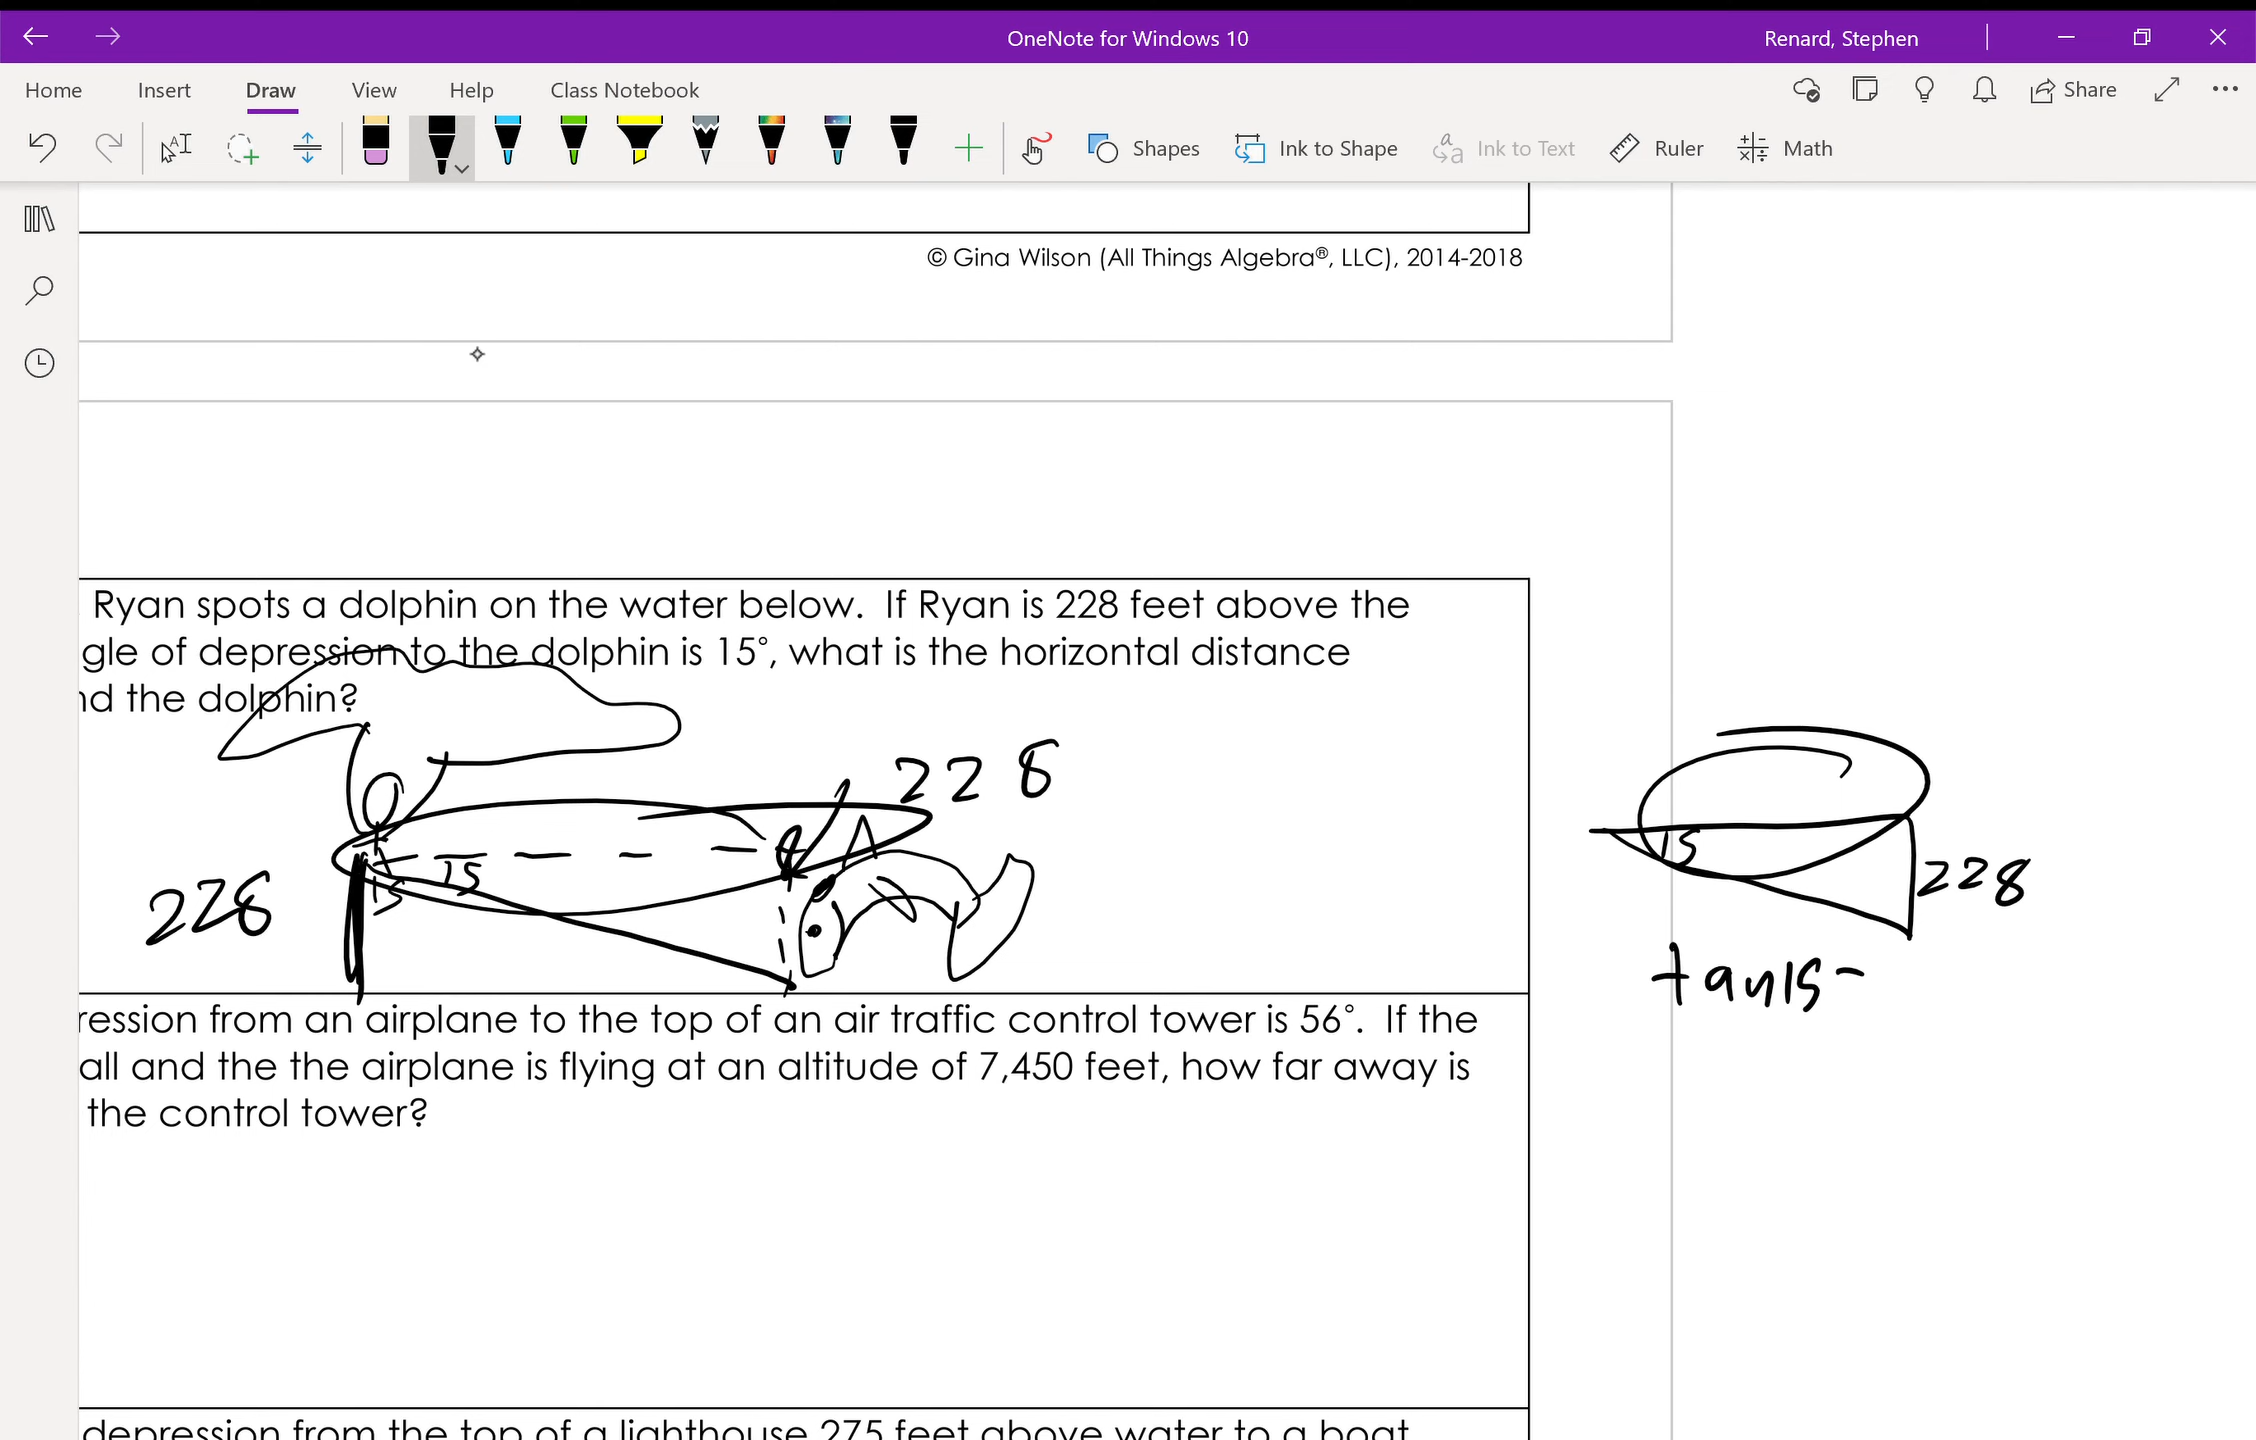 OneNote for Windows 10
Renard, Stephen
Home Insert Draw View Help Class Notebook
Share
Shapes Ink to Shape Ink to Text Ruler Math
© Gina Wilson (All Things Algebra®, LLC), 2014-2018
Ryan spots a dolphin on the water below. If Ryan is 228 feet above the
gle of depression to the dolphin is 15°, what is the horizontal distance
nd the dolphin?
228
15
15
228
15
228
tan15-
ression from an airplane to the top of an air traffic control tower is 56°. If the
all and the the airplane is flying at an altitude of 7,450 feet, how far away is
the control tower?
depression from the top of a lighthouse 275 feet above water to a boat